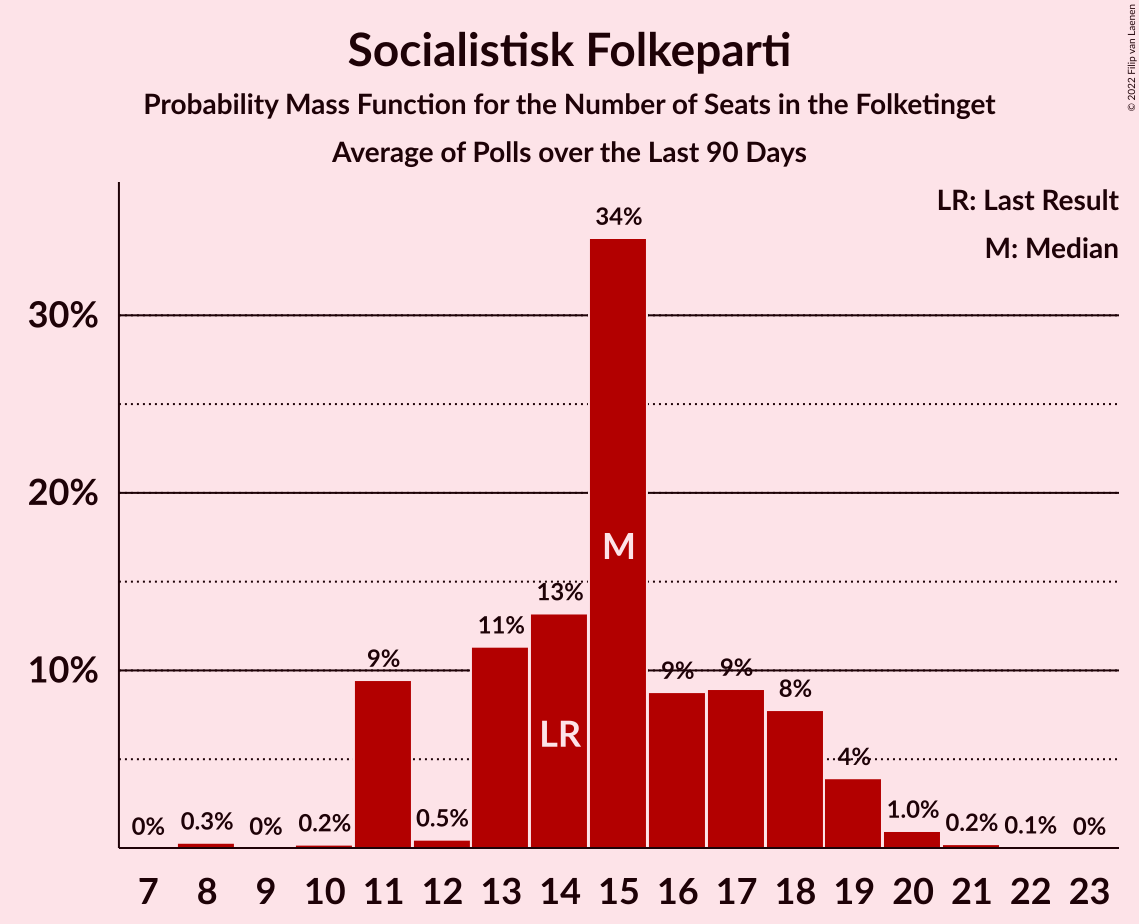 Socialistisk Folkeparti
Probability Mass Function for the Number of Seats in the Folketinget
Average of Polls over the Last 90 Days
© 2022 Filip van Laenen
LR: Last Result
M: Median
34%
30%
20%
M
13%
11%
9%
10%
9%
9%
8%
LR
4%
0%
0.3%
0%
0.2%
0.5%
1.0%
0.2%
0.1%
0%
7 8 9 10 11 12 13 14 15 16 17 18 19 20 21 22 23